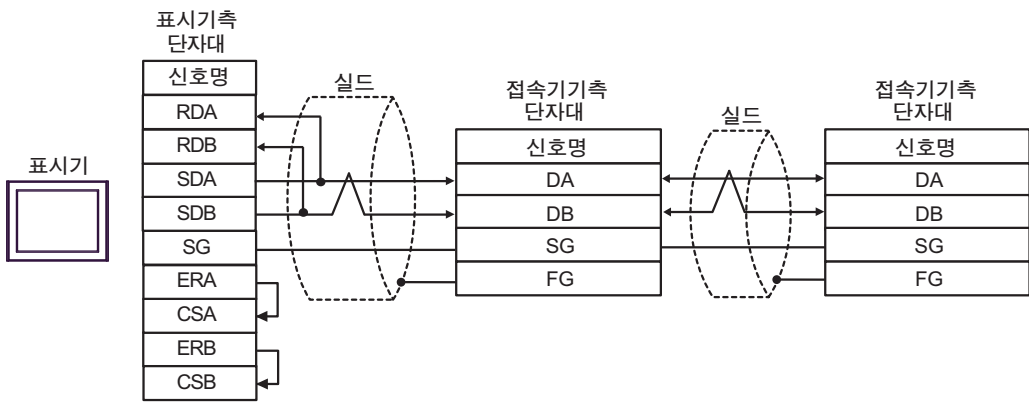 표시기
표시기측
단자대
신호명
RDA
RDB
SDA
SDB
SG
ERA
CSA
ERB
CSB
실드
접속기기측
단자대
신호명
DA
DB
SG
FG
실드
접속기기측
단자대
신호명
DA
DB
SG
FG